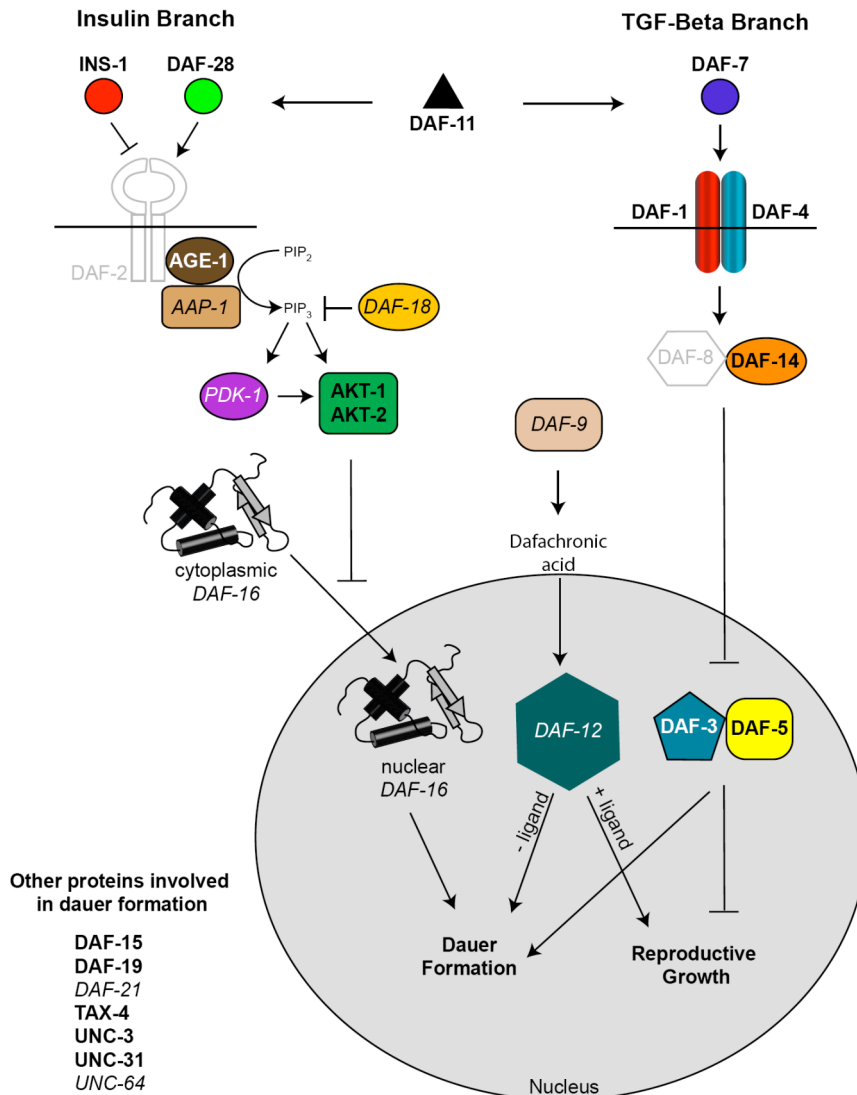 Insulin Branch
TGF-Beta Branch
INS-1
DAF-28
DAF-7
DAF-11
DAF-1
DAF-4
DAF-2
AGE-1
PIP2
AAP-1
PIP3
DAF-18
DAF-8
DAF-14
PDK-1
AKT-1
AKT-2
DAF-9
cytoplasmic
DAF-16
Dafachronic
acid
nuclear
DAF-16
DAF-12
DAF-3
DAF-5
- ligand
+ ligand
Dauer
Formation
Reproductive
Growth
Other proteins involved
in dauer formation
DAF-15
DAF-19
DAF-21
TAX-4
UNC-3
UNC-31
UNC-64
Nucleus